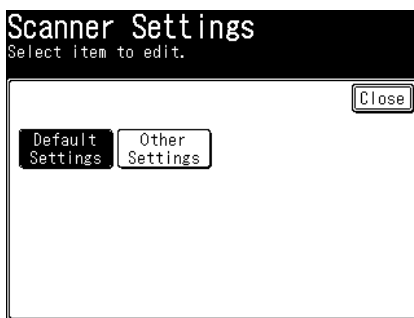 Scanner Settings
Select item to edit.
Close
Default
Settings
Other
Settings